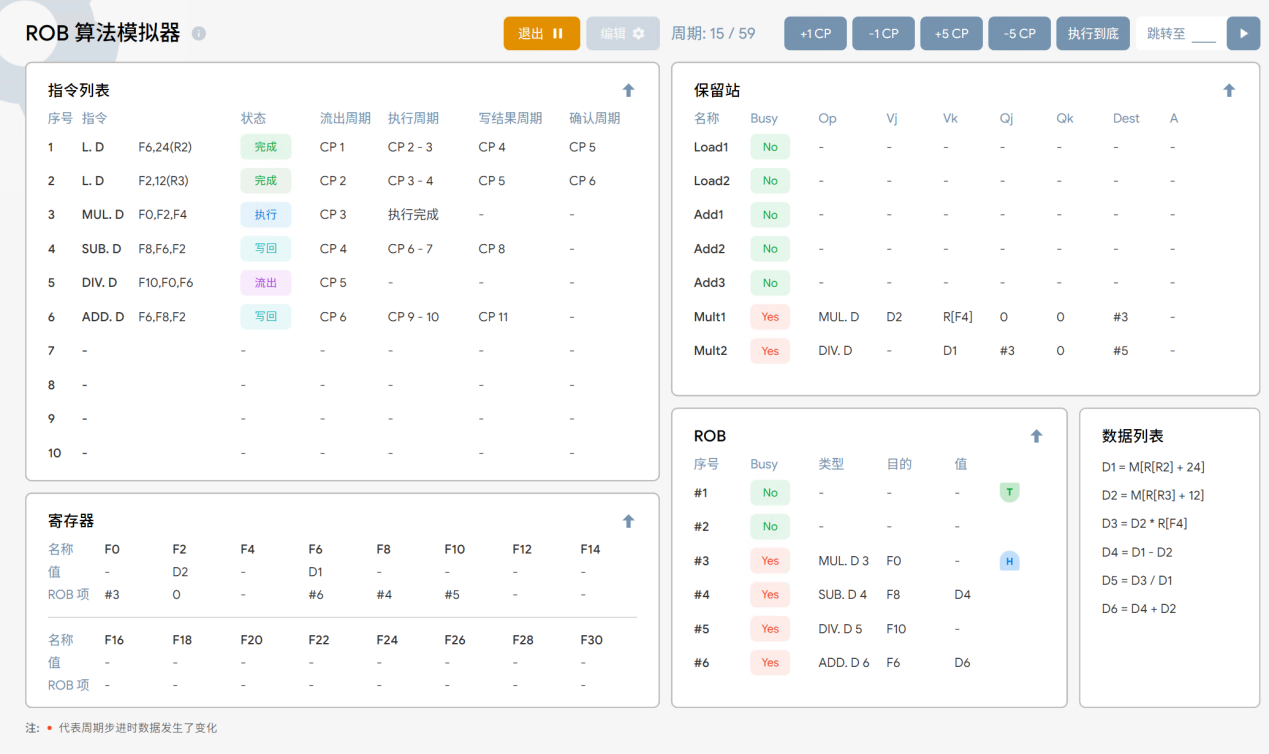 ROB 算法模拟器
退出 编辑 周期: 15 / 59 +1 CP -1 CP +5 CP -5 CP 执行到底 跳转至 ___
指令列表
序号 指令 状态 流出周期 执行周期 写结果周期 确认周期
1 L. D F6,24(R2) 完成 CP 1 CP 2 - 3 CP 4 CP 5
2 L. D F2,12(R3) 完成 CP 2 CP 3 - 4 CP 5 CP 6
3 MUL. D F0,F2,F4 执行 CP 3 执行完成 - -
4 SUB. D F8,F6,F2 写回 CP 4 CP 6 - 7 CP 8 -
5 DIV. D F10,F0,F6 流出 CP 5 - - -
6 ADD. D F6,F8,F2 写回 CP 6 CP 9 - 10 CP 11 -
7 - - - - - -
8 - - - - - -
9 - - - - - -
10 - - - - - -
保留站
名称 Busy Op Vj Vk Qj Qk Dest A
Load1 No - - - - - - -
Load2 No - - - - - - -
Add1 No - - - - - - -
Add2 No - - - - - - -
Add3 No - - - - - - -
Mult1 Yes MUL. D D2 R[F4] 0 0 #3 -
Mult2 Yes DIV. D - D1 #3 0 #5 -
寄存器
名称 F0 F2 F4 F6 F8 F10 F12 F14
值 - D2 - D1 - - - -
ROB 项 #3 0 - #6 #4 #5 - -
名称 F16 F18 F20 F22 F24 F26 F28 F30
值 - - - - - - - -
ROB 项 - - - - - - - -
ROB
序号 Busy 类型 目的 值
#1 No - - - T
#2 No - - -
#3 Yes MUL. D 3 F0 - H
#4 Yes SUB. D 4 F8 D4
#5 Yes DIV. D 5 F10 -
#6 Yes ADD. D 6 F6 D6
数据列表
D1 = M[R[R2] + 24]
D2 = M[R[R3] + 12]
D3 = D2 * R[F4]
D4 = D1 - D2
D5 = D3 / D1
D6 = D4 + D2
注: • 代表周期步进时数据发生了变化